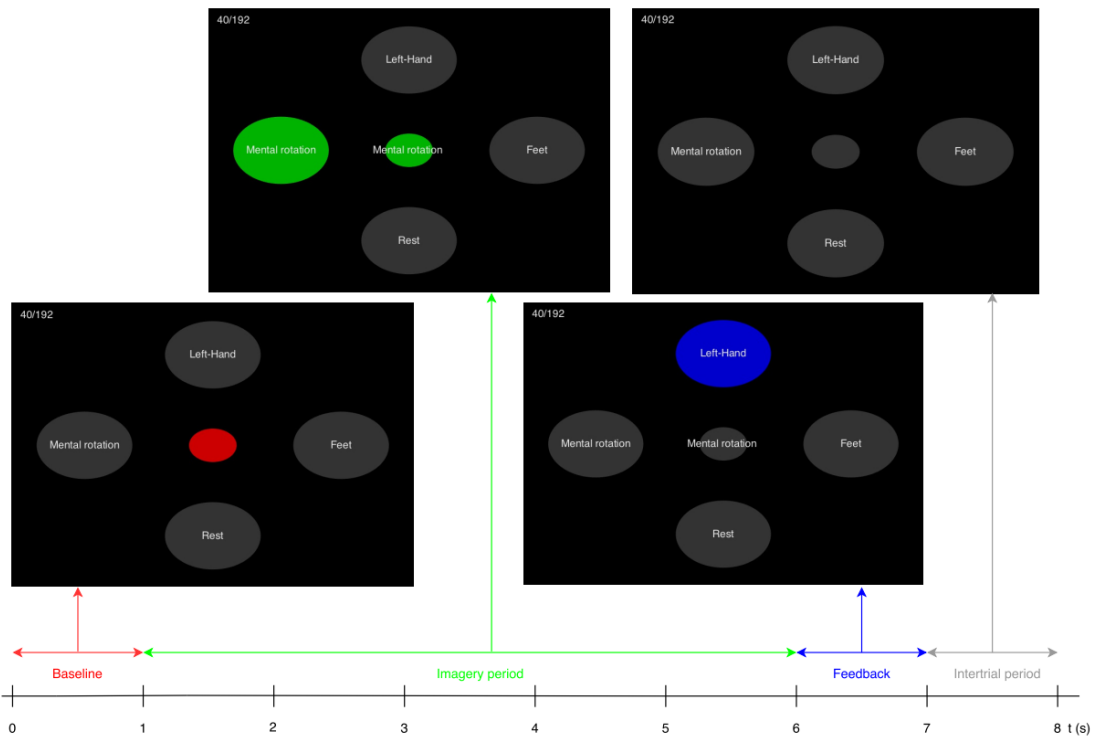 40/192
Left-Hand
Mental rotation
Mental rotation
Feet
Rest
40/192
Left-Hand
Mental rotation
Feet
Rest
40/192
Left-Hand
Mental rotation
Feet
Rest
40/192
Left-Hand
Mental rotation
Mental rotation
Feet
Rest
Baseline
Imagery period
Feedback
Intertrial period
0 1 2 3 4 5 6 7 8 t (s)